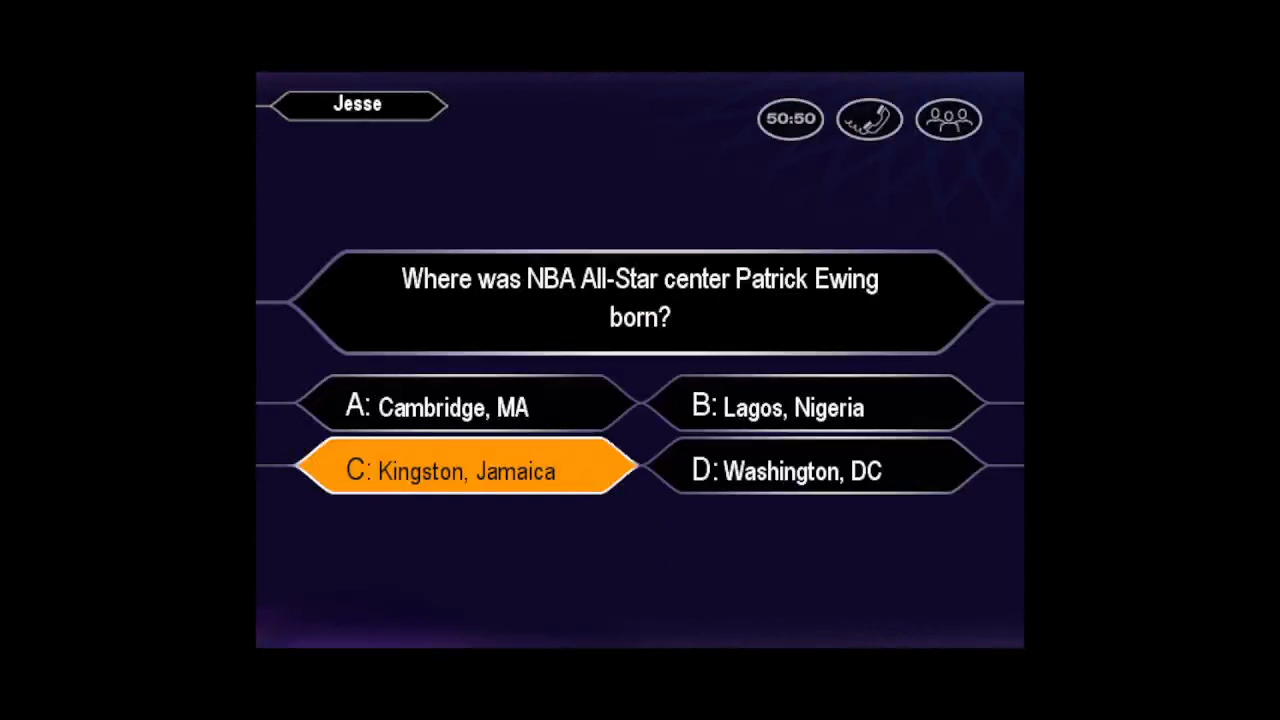 Jesse
50:50
Where was NBA All-Star center Patrick Ewing
born?
A: Cambridge, MA
B: Lagos, Nigeria
C: Kingston, Jamaica
D: Washington, DC